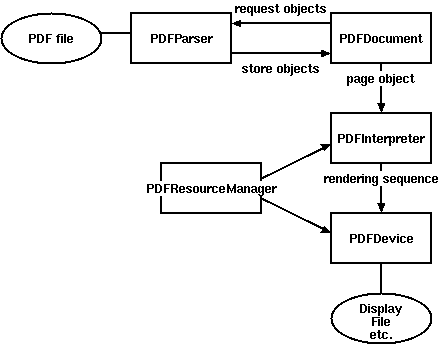 request objects
PDF file
PDFParser
PDFDocument
store objects
page object
PDFInterpreter
rendering sequence
PDFResourceManager
PDFDevice
Display
File
etc.